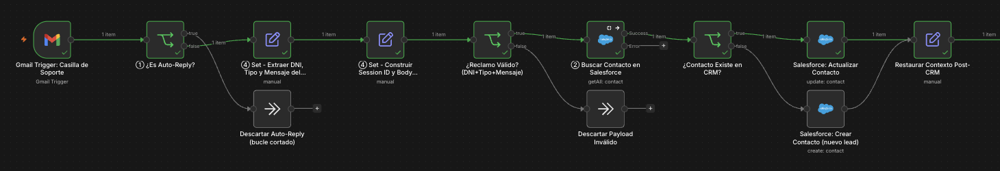 1 item
true
false
1 item
1 item
1 item
true
false
1 item
Success
Error
1 item
true
false
1 item
1 item
1 item
Gmail Trigger: Casilla de
Soporte
Gmail Trigger
① ¿Es Auto-Reply?
④ Set - Extraer DNI,
Tipo y Mensaje del...
manual
④ Set - Construir
Session ID y Body...
manual
¿Reclamo Válido?
(DNI+Tipo+Mensaje)
② Buscar Contacto en
Salesforce
getAll: contact
¿Contacto Existe en
CRM?
Salesforce: Actualizar
Contacto
update: contact
Restaurar Contexto Post-
CRM
manual
Descartar Auto-Reply
(bucle cortado)
Descartar Payload
Inválido
Salesforce: Crear
Contacto (nuevo lead)
create: contact